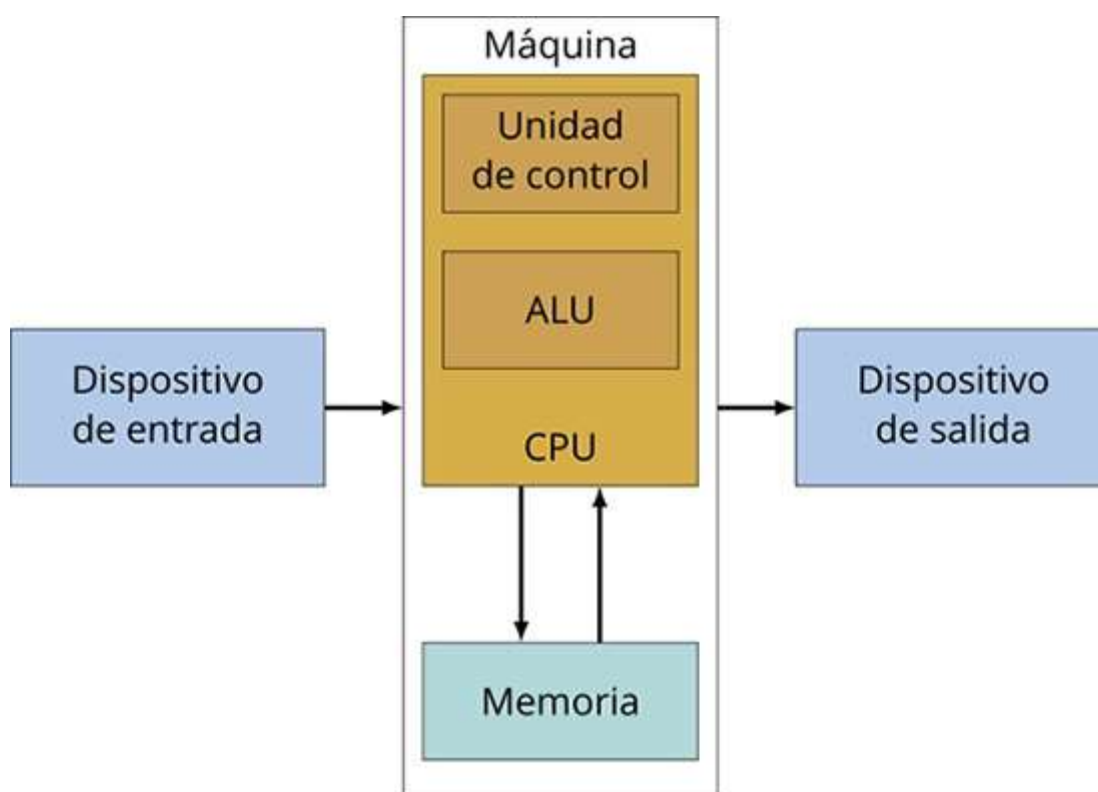 Máquina
Unidad
de control
ALU
CPU
Dispositivo
de entrada
Dispositivo
de salida
Memoria